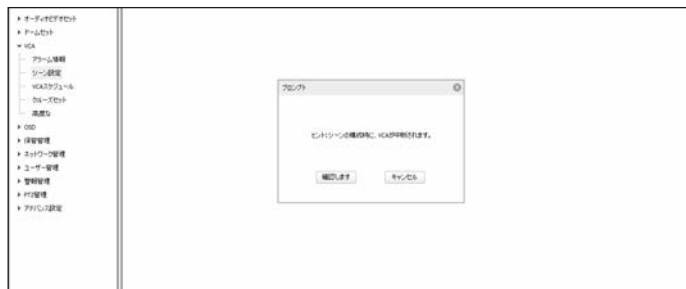 オーディオビデオセット
ドームセット
VCA
アラーム情報
シーン設定
VCAスケジュール
クルーズセット
高度な
OSD
保管管理
ネットワーク管理
ユーザー管理
警報管理
PTZ管理
アドバンス設定
プロンプト
ヒント:シーンの構成時に、VCAが中断されます。
確認します
キャンセル